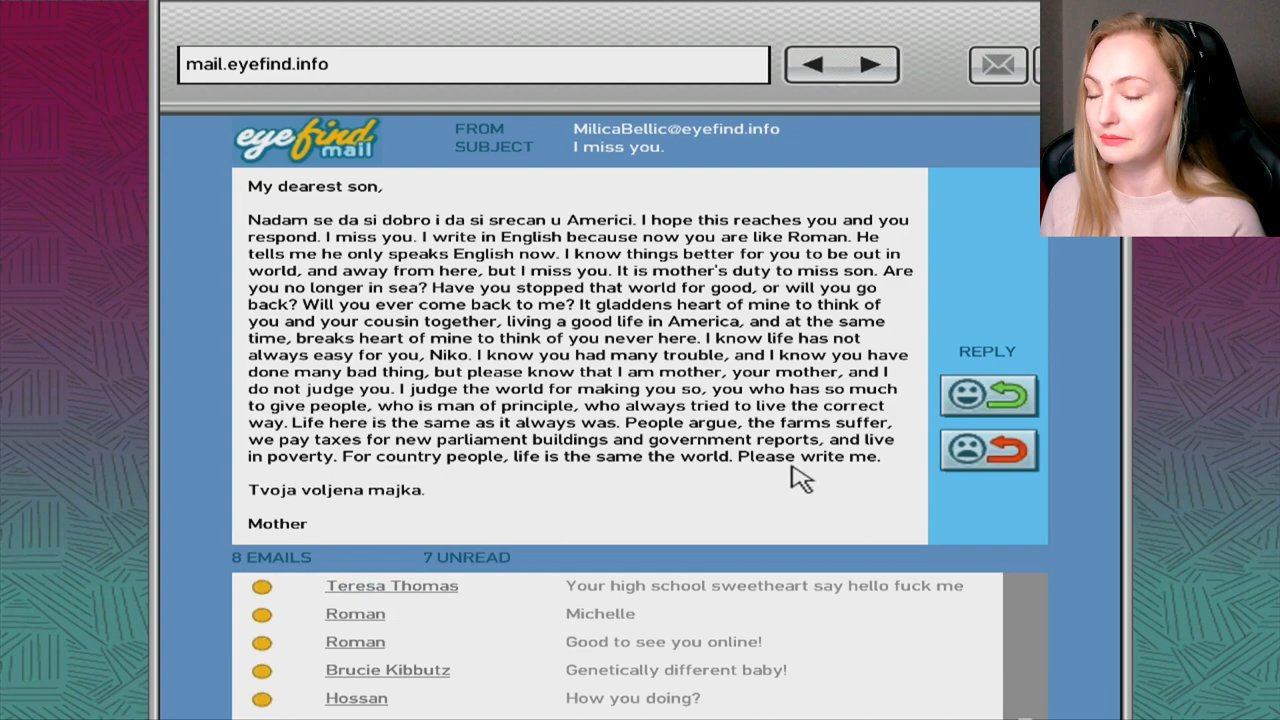 mail.eyefind.info
eyefind
mail
FROM
MilicaBellic@eyefind.info
SUBJECT
I miss you.
My dearest son,
Nadam se da si dobro i da si srecan u Americi. I hope this reaches you and you
respond. I miss you. I write in English because now you are like Roman. He
tells me he only speaks English now. I know things better for you to be out in
world, and away from here, but I miss you. It is mother's duty to miss son. Are
you no longer in sea? Have you stopped that world for good, or will you go
back? Will you ever come back to me? It gladdens heart of mine to think of
you and your cousin together, living a good life in America, and at the same
time, breaks heart of mine to think of you never here. I know life has not
always easy for you, Niko. I know you had many trouble, and I know you have
done many bad thing, but please know that I am mother, your mother, and I
do not judge you. I judge the world for making you so, you who has so much
to give people, who is man of principle, who always tried to live the correct
way. Life here is the same as it always was. People argue, the farms suffer,
we pay taxes for new parliament buildings and government reports, and live
in poverty. For country people, life is the same the world. Please write me.
Tvoja voljena majka.
Mother
REPLY
8 EMAILS
7 UNREAD
Teresa Thomas
Your high school sweetheart say hello fuck me
Roman
Michelle
Roman
Good to see you online!
Brucie Kibbutz
Genetically different baby!
Hossan
How you doing?